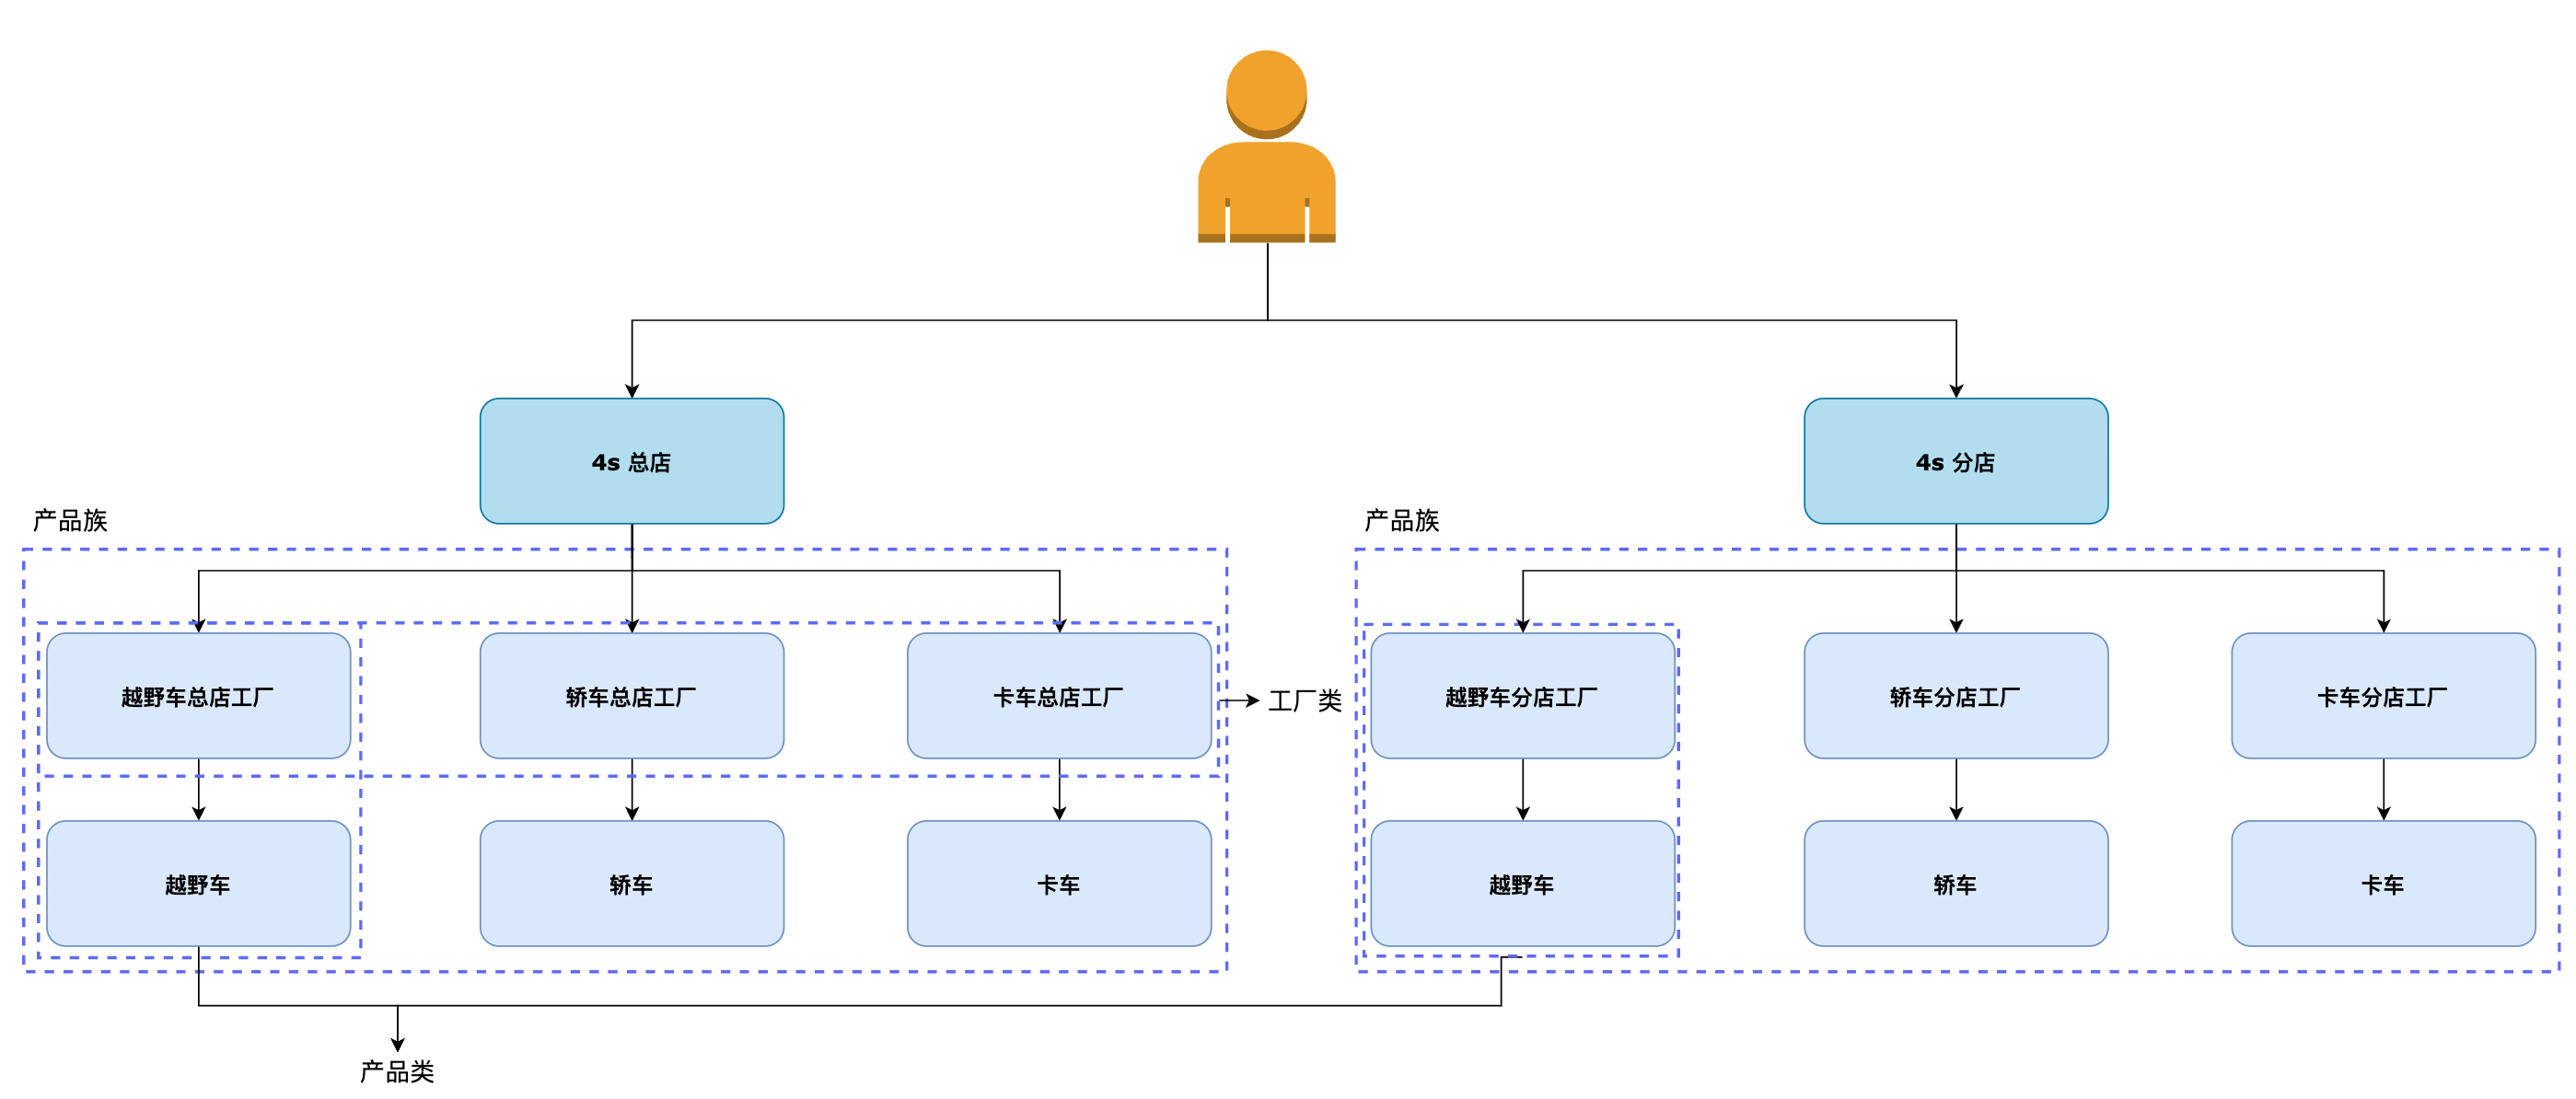 4s 总店
4s 分店
产品族
产品族
越野车总店工厂
轿车总店工厂
卡车总店工厂
工厂类
越野车分店工厂
轿车分店工厂
卡车分店工厂
越野车
轿车
卡车
越野车
轿车
卡车
产品类